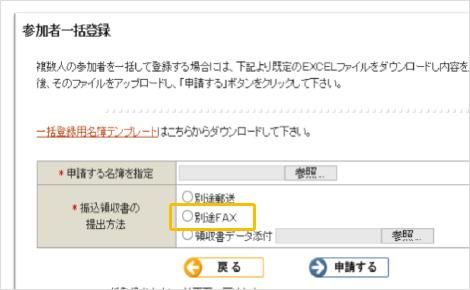 参加者一括登録
複数人の参加者を一括して登録する場合には、下記より既定のEXCELファイルをダウンロードし内容を
後、そのファイルをアップロードし、「申請する」ボタンをクリックして下さい。
一括登録用名簿テンプレートはこちらからダウンロードして下さい。
*申請する名簿を指定 参照...
*振込領収書の
提出方法
別途郵送
別途FAX
領収書データ添付 参照...
戻る 申請する